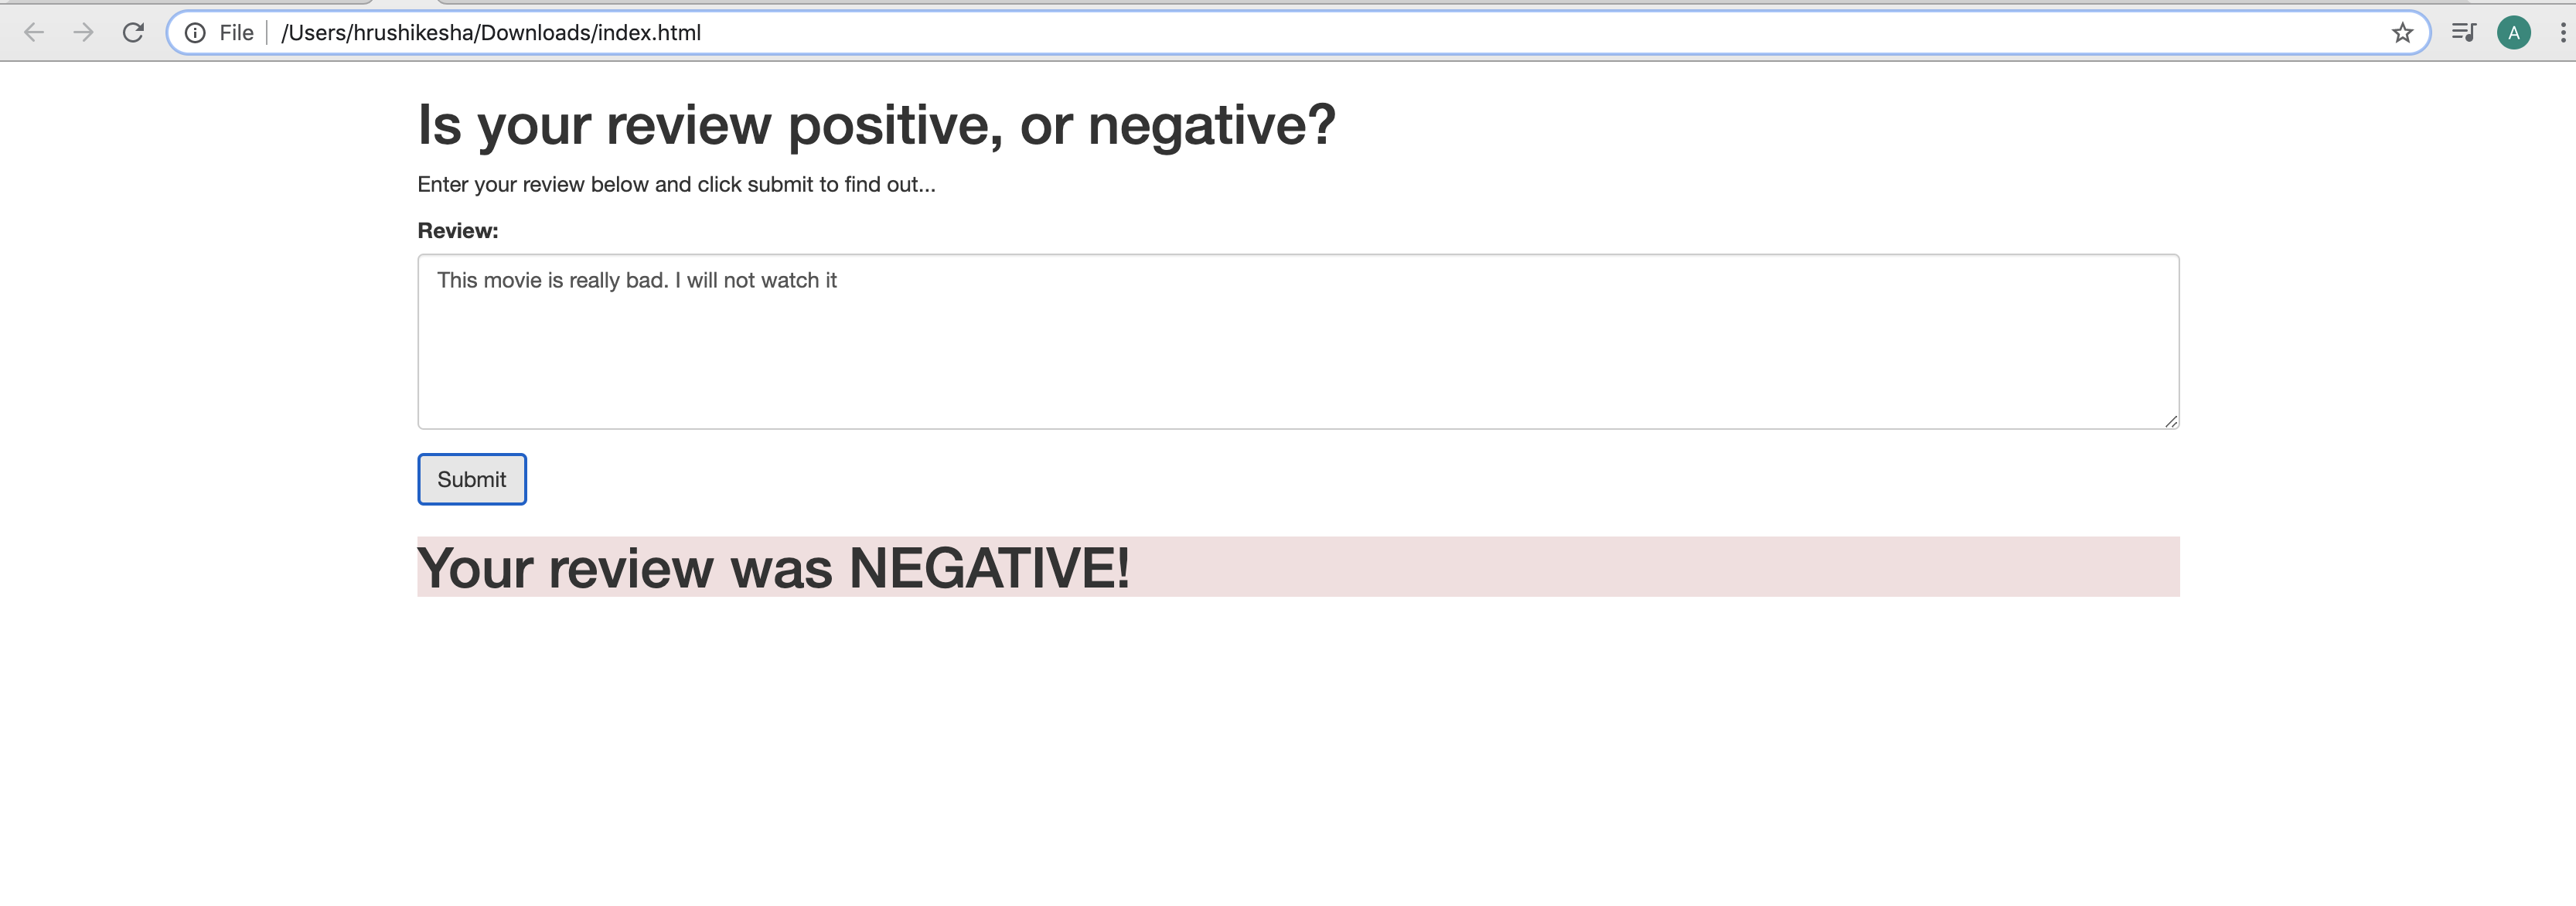 File /Users/hrushikesha/Downloads/index.html
A
Is your review positive, or negative?
Enter your review below and click submit to find out...
Review:
This movie is really bad. I will not watch it
Submit
Your review was NEGATIVE!